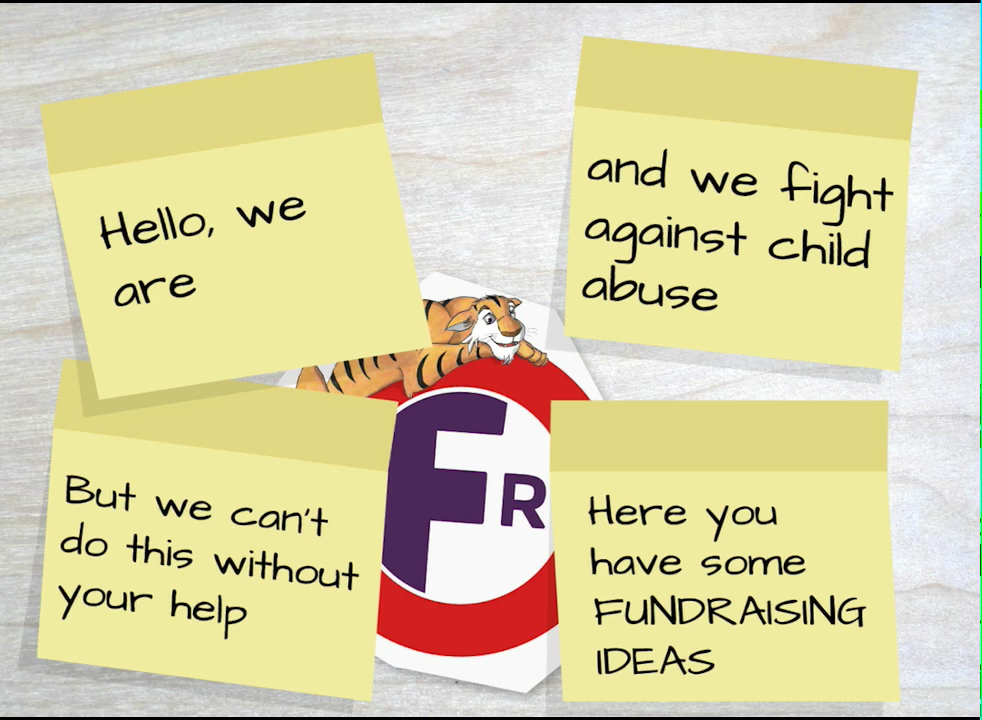 Hello, we
are
and we fight
against child
abuse
FR
But we can't
do this without
your help
Here you
have some
FUNDRAISING
IDEAS